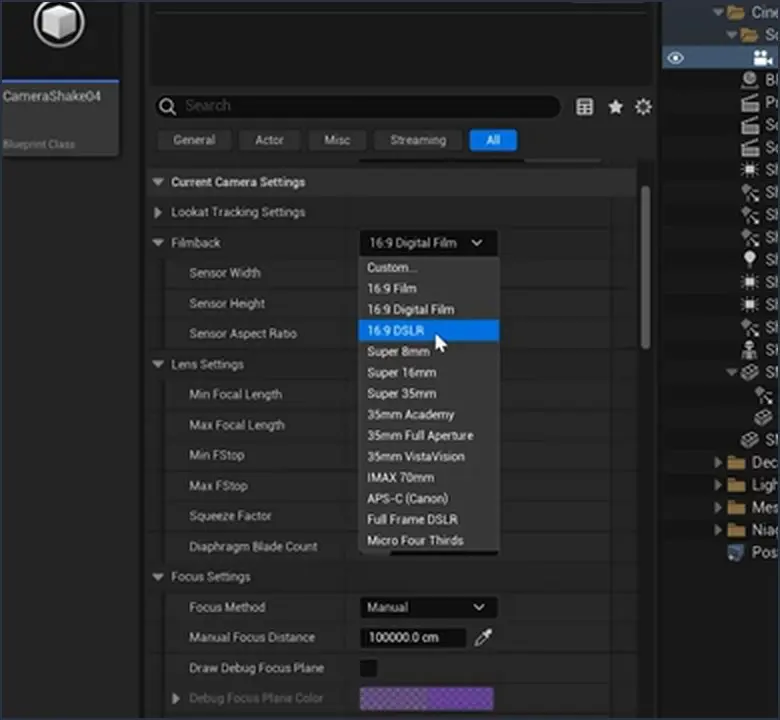 CameraShake04
Blueprint Class
Search
General
Actor
Misc
Streaming
All
Current Camera Settings
Lookat Tracking Settings
Filmback
16:9 Digital Film
Sensor Width
Sensor Height
Sensor Aspect Ratio
Custom...
16:9 Film
16:9 Digital Film
16:9 DSLR
Super 8mm
Super 16mm
Super 35mm
35mm Academy
35mm Full Aperture
35mm VistaVision
IMAX 70mm
APS-C (Canon)
Full Frame DSLR
Micro Four Thirds
Lens Settings
Min Focal Length
Max Focal Length
Min FStop
Max FStop
Squeeze Factor
Diaphragm Blade Count
Focus Settings
Focus Method
Manual
Manual Focus Distance
100000.0 cm
Draw Debug Focus Plane
Debug Focus Plane Color